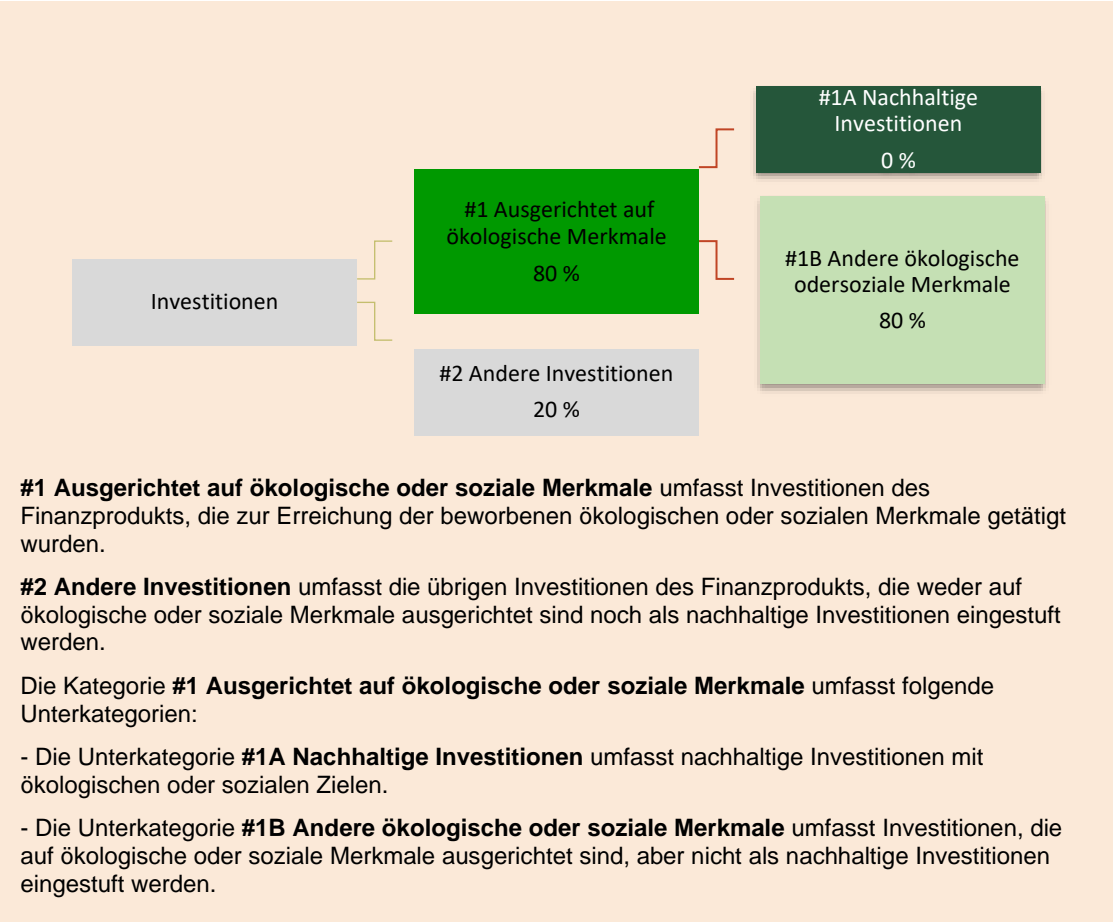 #1A Nachhaltige
Investitionen
0 %
#1 Ausgerichtet auf
ökologische Merkmale
80 %
#1B Andere ökologische
odersoziale Merkmale
80 %
Investitionen
#2 Andere Investitionen
20 %
#1 Ausgerichtet auf ökologische oder soziale Merkmale umfasst Investitionen des
Finanzprodukts, die zur Erreichung der beworbenen ökologischen oder sozialen Merkmale getätigt
wurden.
#2 Andere Investitionen umfasst die übrigen Investitionen des Finanzprodukts, die weder auf
ökologische oder soziale Merkmale ausgerichtet sind noch als nachhaltige Investitionen eingestuft
werden.
Die Kategorie #1 Ausgerichtet auf ökologische oder soziale Merkmale umfasst folgende
Unterkategorien:
- Die Unterkategorie #1A Nachhaltige Investitionen umfasst nachhaltige Investitionen mit
ökologischen oder sozialen Zielen.
- Die Unterkategorie #1B Andere ökologische oder soziale Merkmale umfasst Investitionen, die
auf ökologische oder soziale Merkmale ausgerichtet sind, aber nicht als nachhaltige Investitionen
eingestuft werden.